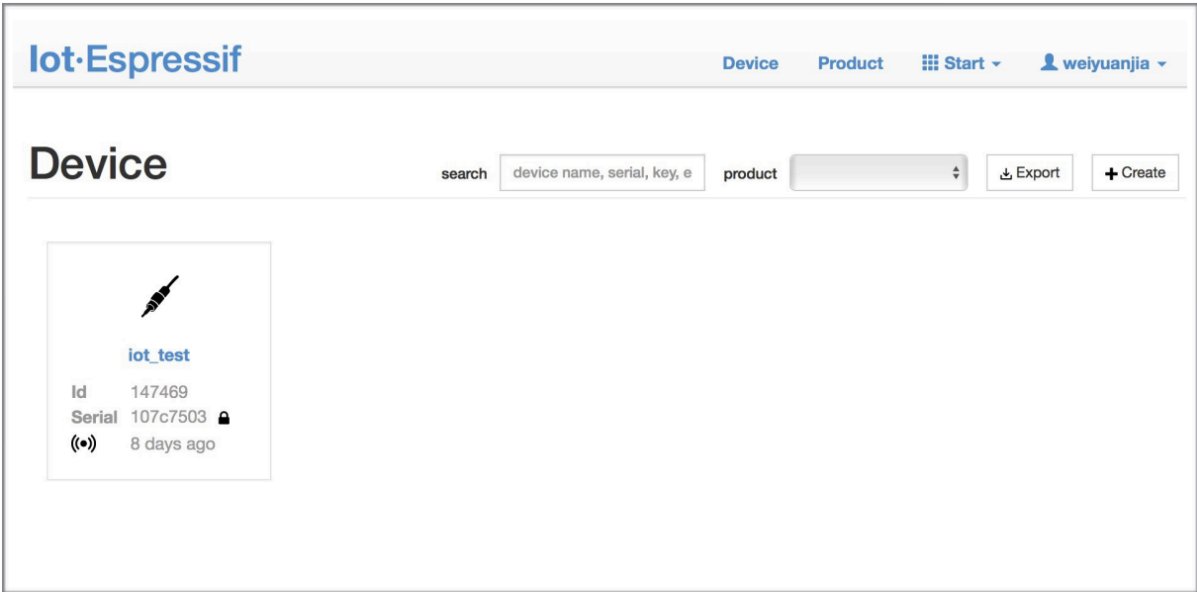 Iot·Espressif
Device Product Start weiyuanjia
Device
search device name, serial, key, e product Export Create
iot_test
Id 147469
Serial 107c7503
8 days ago